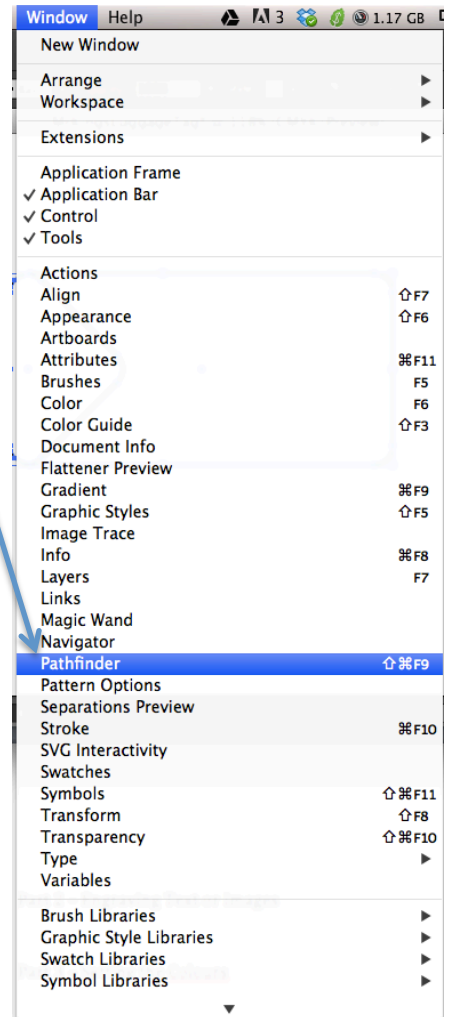 Window Help 3 1.17 GB
New Window
Arrange ▶
Workspace ▶
Extensions ▶
Application Frame
✓ Application Bar
✓ Control
✓ Tools
Actions
Align ⇧F7
Appearance ⇧F6
Artboards
Attributes ⌘F11
Brushes F5
Color F6
Color Guide ⇧F3
Document Info
Flattener Preview
Gradient ⌘F9
Graphic Styles ⇧F5
Image Trace
Info ⌘F8
Layers F7
Links
Magic Wand
Navigator
Pathfinder ⇧⌘F9
Pattern Options
Separations Preview
Stroke ⌘F10
SVG Interactivity
Swatches
Symbols ⇧⌘F11
Transform ⇧F8
Transparency ⇧⌘F10
Type ▶
Variables
Brush Libraries ▶
Graphic Style Libraries ▶
Swatch Libraries ▶
Symbol Libraries ▶
▼